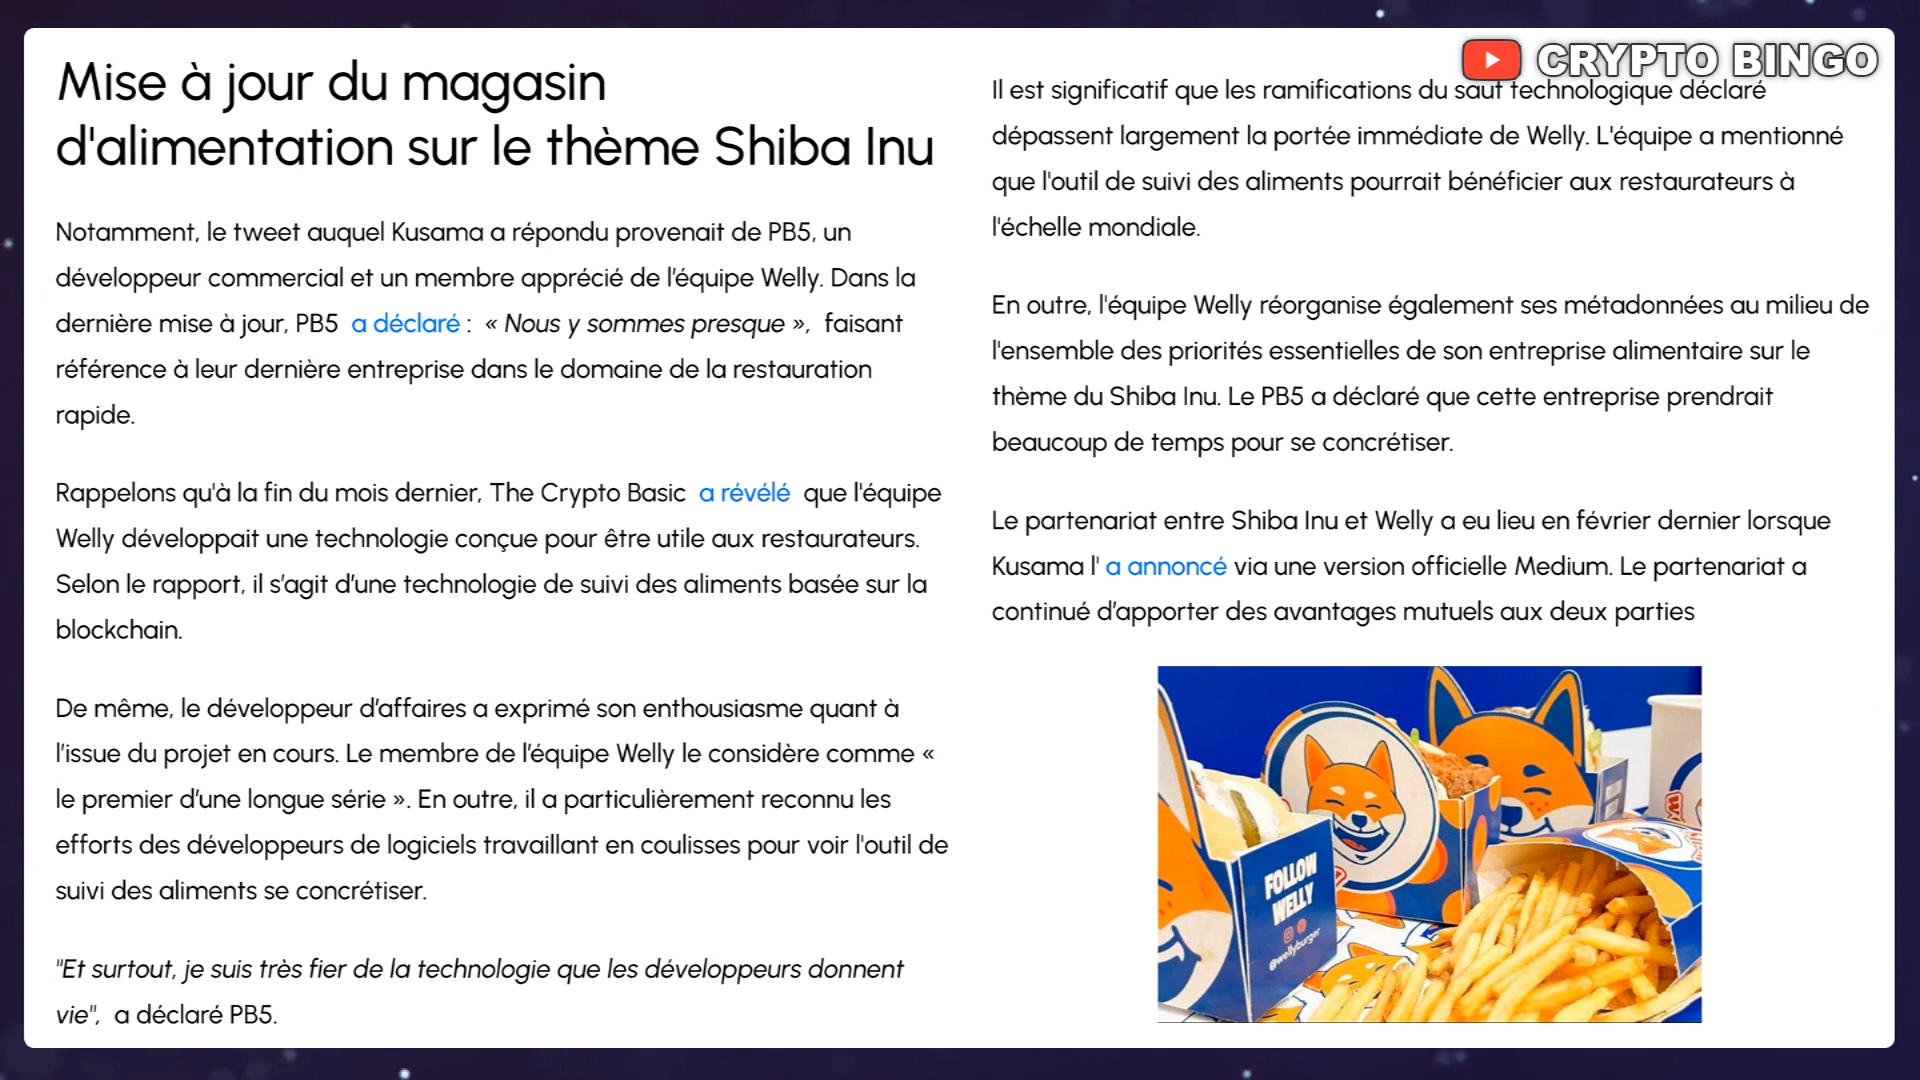 CRYPTO BINGO
Mise à jour du magasin
d'alimentation sur le thème Shiba Inu
Notamment, le tweet auquel Kusama a répondu provenait de PB5, un
développeur commercial et un membre apprécié de l'équipe Welly. Dans la
dernière mise à jour, PB5 a déclaré : « Nous y sommes presque », faisant
référence à leur dernière entreprise dans le domaine de la restauration
rapide.
Rappelons qu'à la fin du mois dernier, The Crypto Basic a révélé que l'équipe
Welly développait une technologie conçue pour être utile aux restaurateurs.
Selon le rapport, il s'agit d'une technologie de suivi des aliments basée sur la
blockchain.
De même, le développeur d'affaires a exprimé son enthousiasme quant à
l'issue du projet en cours. Le membre de l'équipe Welly le considère comme «
le premier d'une longue série ». En outre, il a particulièrement reconnu les
efforts des développeurs de logiciels travaillant en coulisses pour voir l'outil de
suivi des aliments se concrétiser.
"Et surtout, je suis très fier de la technologie que les développeurs donnent
vie", a déclaré PB5.
Il est significatif que les ramifications du saut technologique déclaré
dépassent largement la portée immédiate de Welly. L'équipe a mentionné
que l'outil de suivi des aliments pourrait bénéficier aux restaurateurs à
l'échelle mondiale.
En outre, l'équipe Welly réorganise également ses métadonnées au milieu de
l'ensemble des priorités essentielles de son entreprise alimentaire sur le
thème du Shiba Inu. Le PB5 a déclaré que cette entreprise prendrait
beaucoup de temps pour se concrétiser.
Le partenariat entre Shiba Inu et Welly a eu lieu en février dernier lorsque
Kusama l' a annoncé via une version officielle Medium. Le partenariat a
continué d'apporter des avantages mutuels aux deux parties
FOLLOW
WELLY
@wellyburger